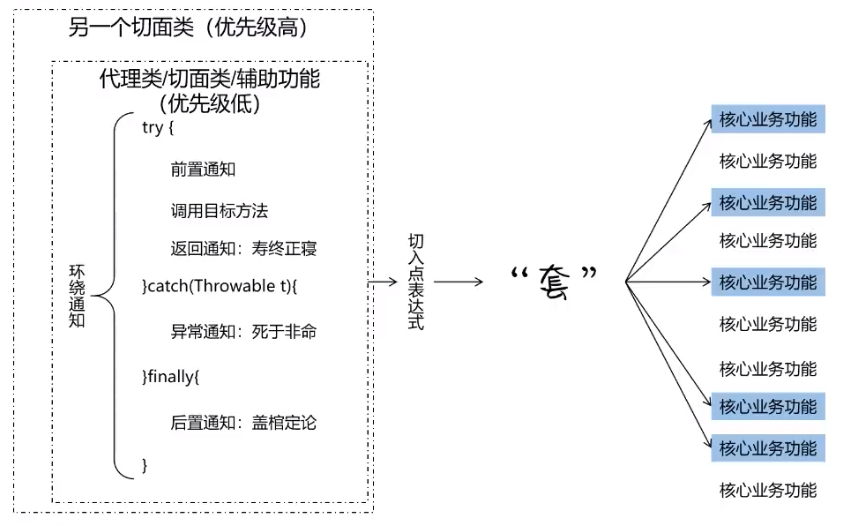 另一个切面类（优先级高）
代理类/切面类/辅助功能
（优先级低）
环绕通知
try {
前置通知
调用目标方法
返回通知：寿终正寝
}catch(Throwable t){
异常通知：死于非命
}finally{
后置通知：盖棺定论
}
切入点表达式
“套”
核心业务功能
核心业务功能
核心业务功能
核心业务功能
核心业务功能
核心业务功能
核心业务功能
核心业务功能
核心业务功能
核心业务功能